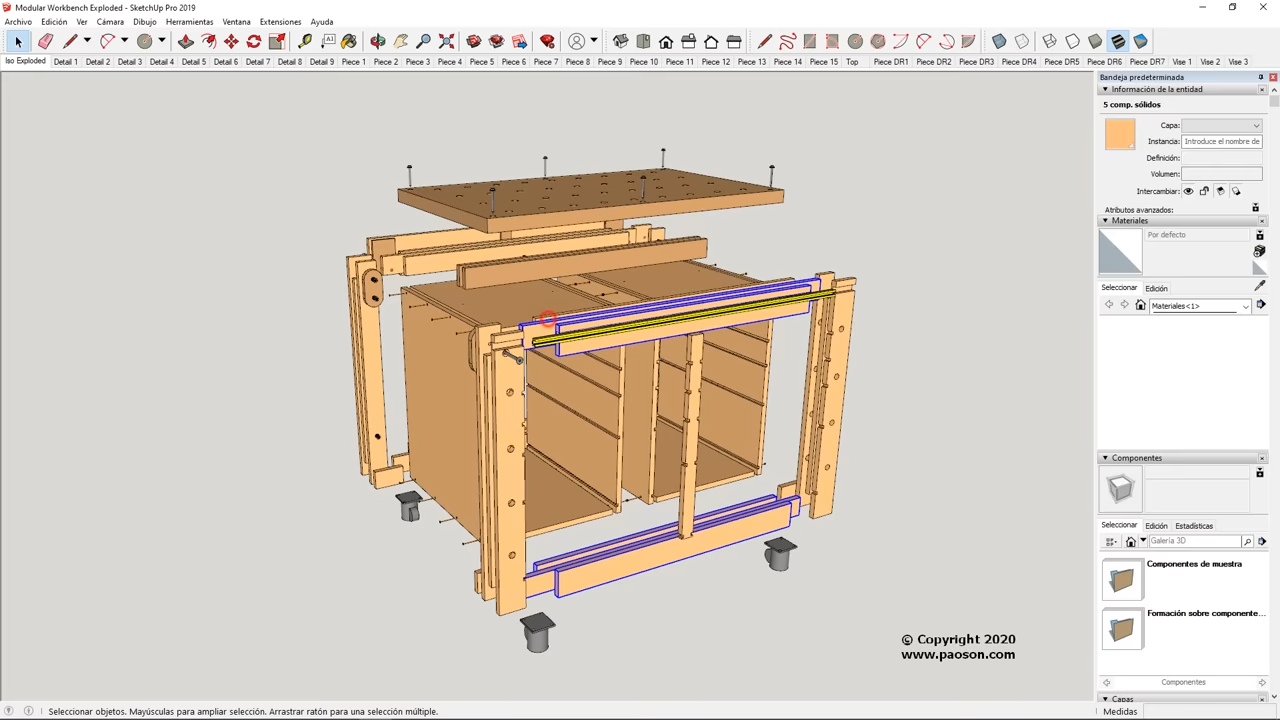 Modular Workbench Exploded - SketchUp Pro 2019
Archivo Edición Ver Cámara Dibujo Herramientas Ventana Extensiones Ayuda
Iso Exploded Detail 1 Detail 2 Detail 3 Detail 4 Detail 5 Detail 6 Detail 7 Detail 8 Detail 9 Piece 1 Piece 2 Piece 3 Piece 4 Piece 5 Piece 6 Piece 7 Piece 8 Piece 9 Piece 10 Piece 11 Piece 12 Piece 13 Piece 14 Piece 15 Top Piece DR1 Piece DR2 Piece DR3 Piece DR4 Piece DR5 Piece DR6 Piece DR7 Vise 1 Vise 2 Vise 3
Bandeja predeterminada
Información de la entidad
5 comp. sólidos
Capa:
Instancia: Introduce el nombre de
Definición:
Volumen:
Intercambiar:
Atributos avanzados:
Materiales
Por defecto
Seleccionar Edición
Materiales<1>
Componentes
Seleccionar Edición Estadísticas
Galería 3D
Componentes de muestra
Formación sobre componente...
Componentes
Capas
© Copyright 2020
www.paoson.com
Seleccionar objetos. Mayúsculas para ampliar selección. Arrastrar ratón para una selección múltiple.
Medidas